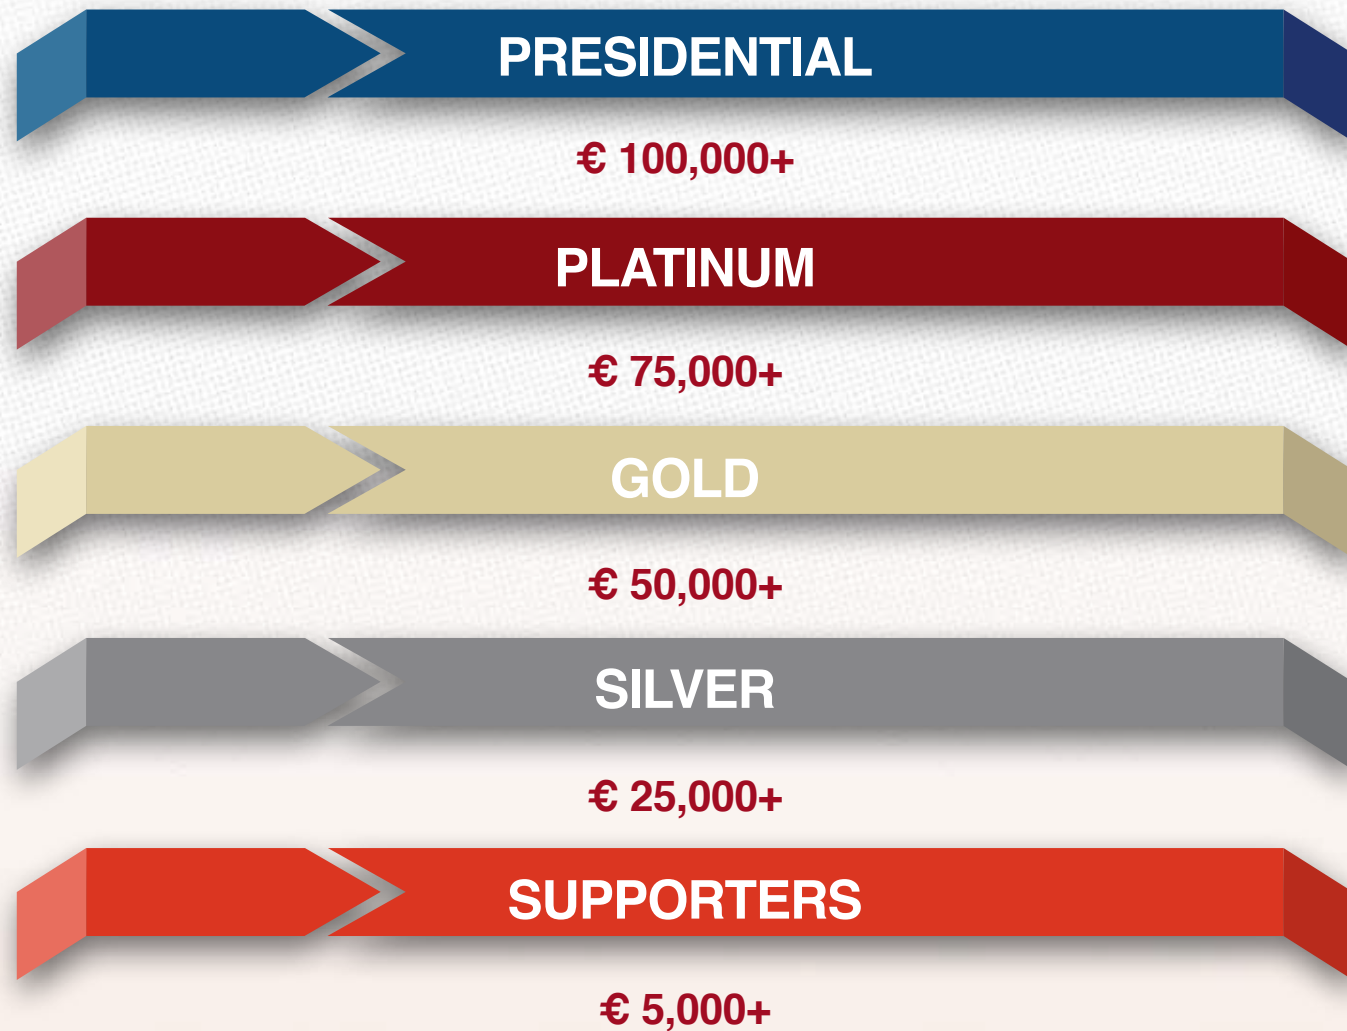 PRESIDENTIAL
€ 100,000+
PLATINUM
€ 75,000+
GOLD
€ 50,000+
SILVER
€ 25,000+
SUPPORTERS
€ 5,000+